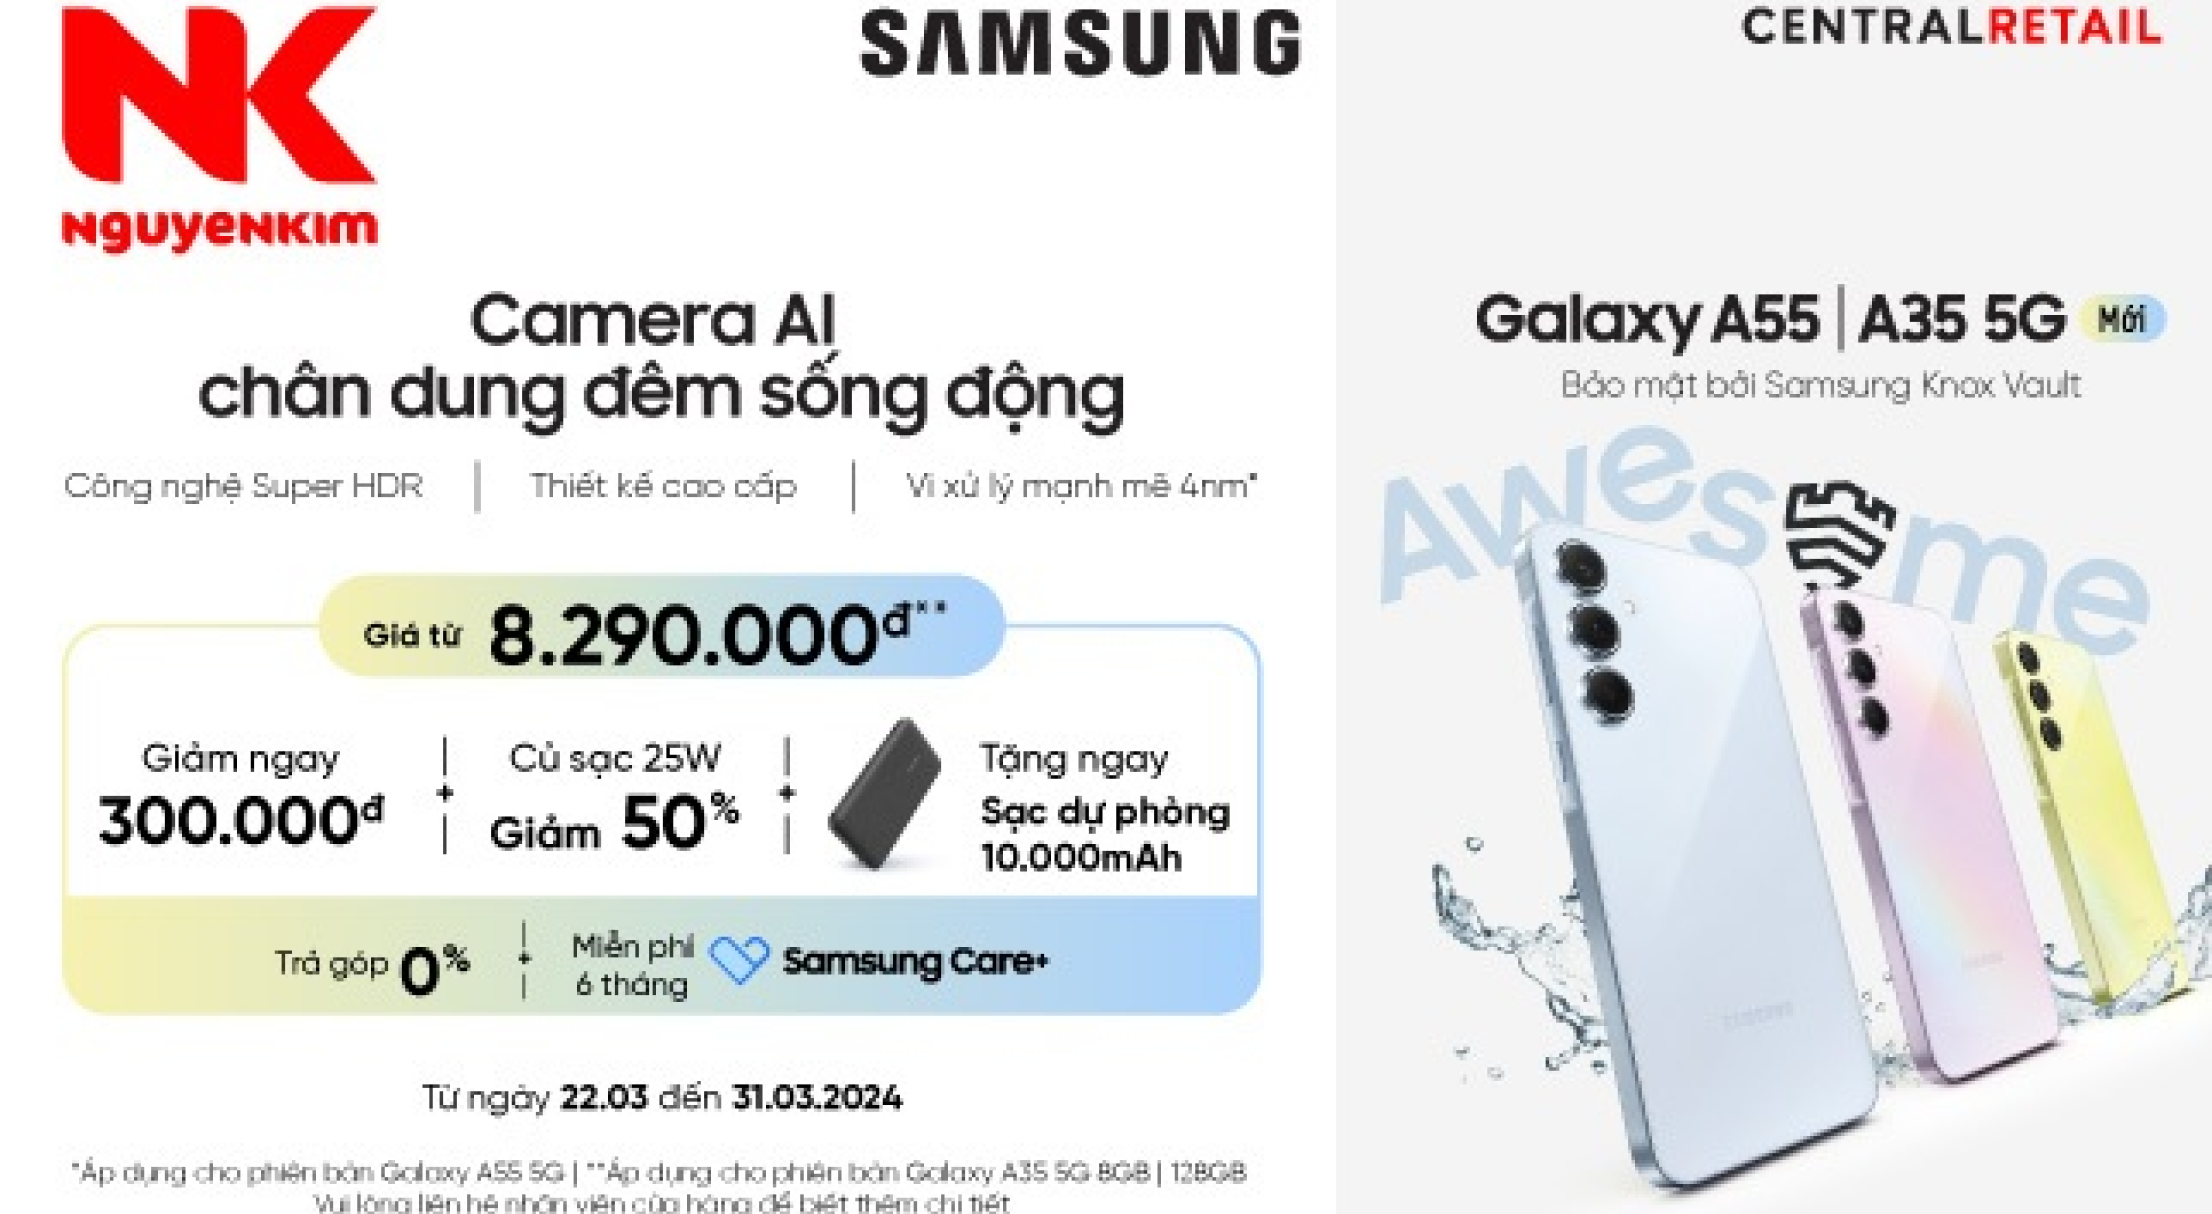 NK
NGUYENKIM
SAMSUNG
Camera AI
chân dung đêm sống động
Công nghệ Super HDR | Thiết kế cao cấp | Vi xử lý mạnh mẽ 4nm*
Giá từ 8.290.000đ**
Giảm ngay
300.000đ
+
Củ sạc 25W
Giảm 50%
+
Tặng ngay
Sạc dự phòng
10.000mAh
Trả góp 0%
+
Miễn phí
6 tháng
Samsung Care+
Từ ngày 22.03 đến 31.03.2024
*Áp dụng cho phiên bản Galaxy A55 5G | **Áp dụng cho phiên bản Galaxy A35 5G 8GB | 128GB
Vui lòng liên hệ nhân viên cửa hàng để biết thêm chi tiết
CENTRALRETAIL
Galaxy A55 | A35 5G Mới
Bảo mật bởi Samsung Knox Vault
Awesome
SAMSUNG
SAMSUNG